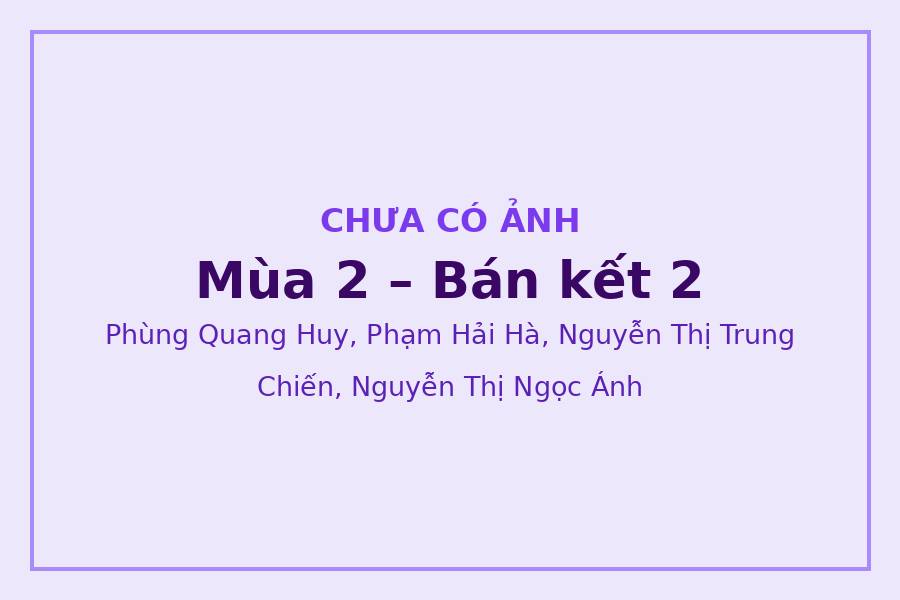 CHƯA CÓ ẢNH
Mùa 2 – Bán kết 2
Phùng Quang Huy, Phạm Hải Hà, Nguyễn Thị Trung
Chiến, Nguyễn Thị Ngọc Ánh